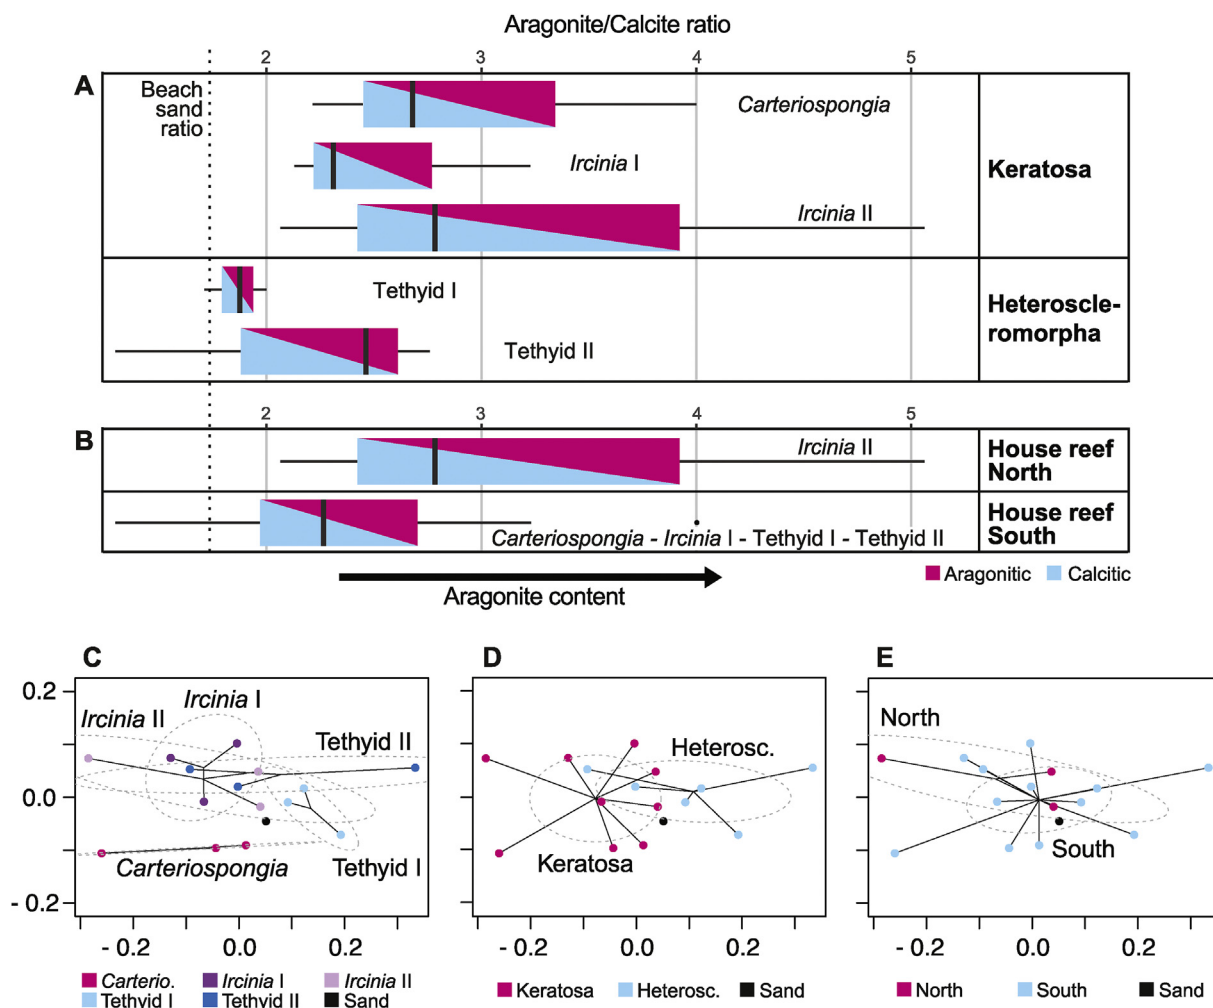 Aragonite/Calcite ratio
2 3 4 5
A
Beach
sand
ratio
Carteriospongia
Ircinia I
Ircinia II
Keratosa
Tethyid I
Tethyid II
Heteroscle-
romorpha
2 3 4 5
B
Ircinia II
House reef
North
Carteriospongia - Ircinia I - Tethyid I - Tethyid II
House reef
South
Aragonite content
Aragonitic Calcitic
C
0.2
0.0
- 0.2
Ircinia II
Ircinia I
Tethyid II
Carteriospongia
Tethyid I
- 0.2 0.0 0.2
Carterio. Ircinia I Ircinia II
Tethyid I Tethyid II Sand
D
Heterosc.
Keratosa
- 0.2 0.0 0.2
Keratosa Heterosc. Sand
E
North
South
- 0.2 0.0 0.2
North South Sand